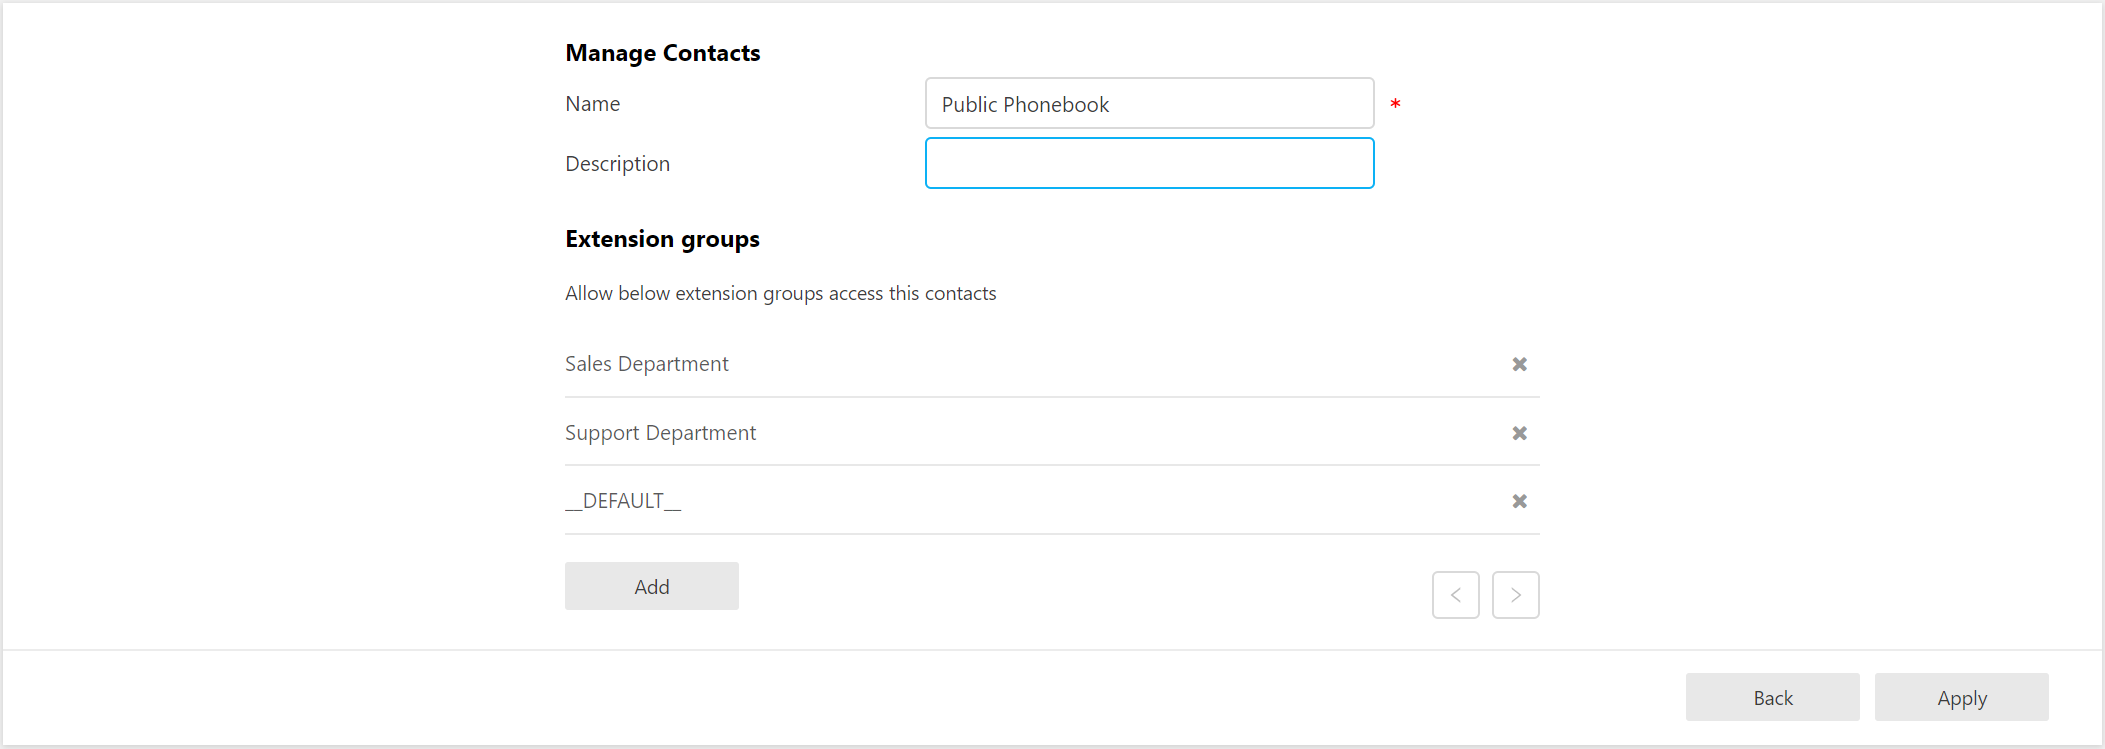 Manage Contacts
Name
Public Phonebook *
Description
Extension groups
Allow below extension groups access this contacts
Sales Department
Support Department
__DEFAULT__
Add
< >
Back Apply